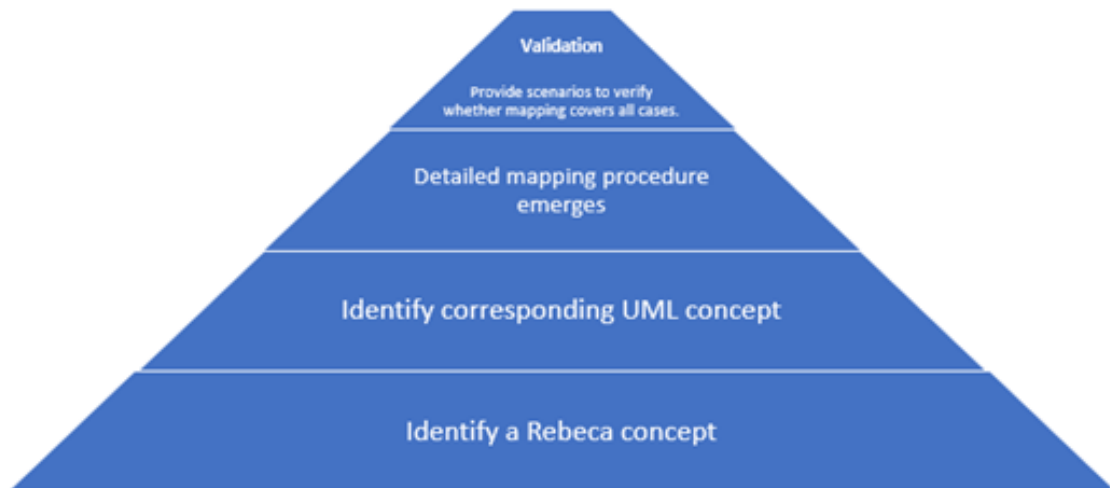 Validation
Provide scenarios to verify
whether mapping covers all cases.
Detailed mapping procedure
emerges
Identify corresponding UML concept
Identify a Rebeca concept